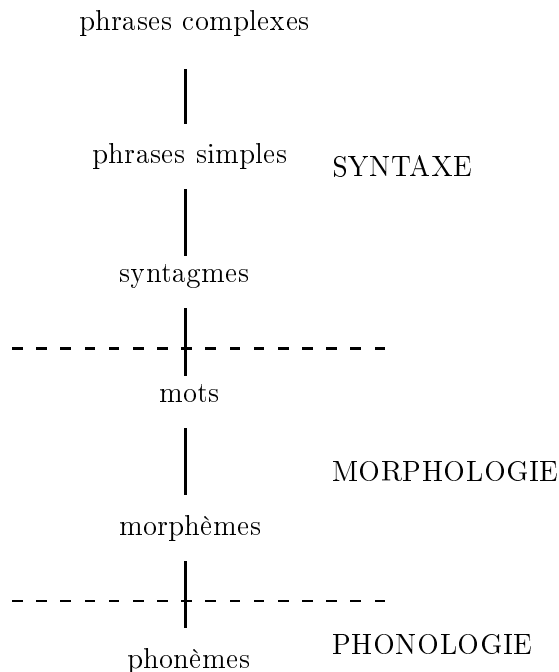 phrases complexes
phrases simples
SYNTAXE
syntagmes
mots
MORPHOLOGIE
morphèmes
PHONOLOGIE
phonèmes